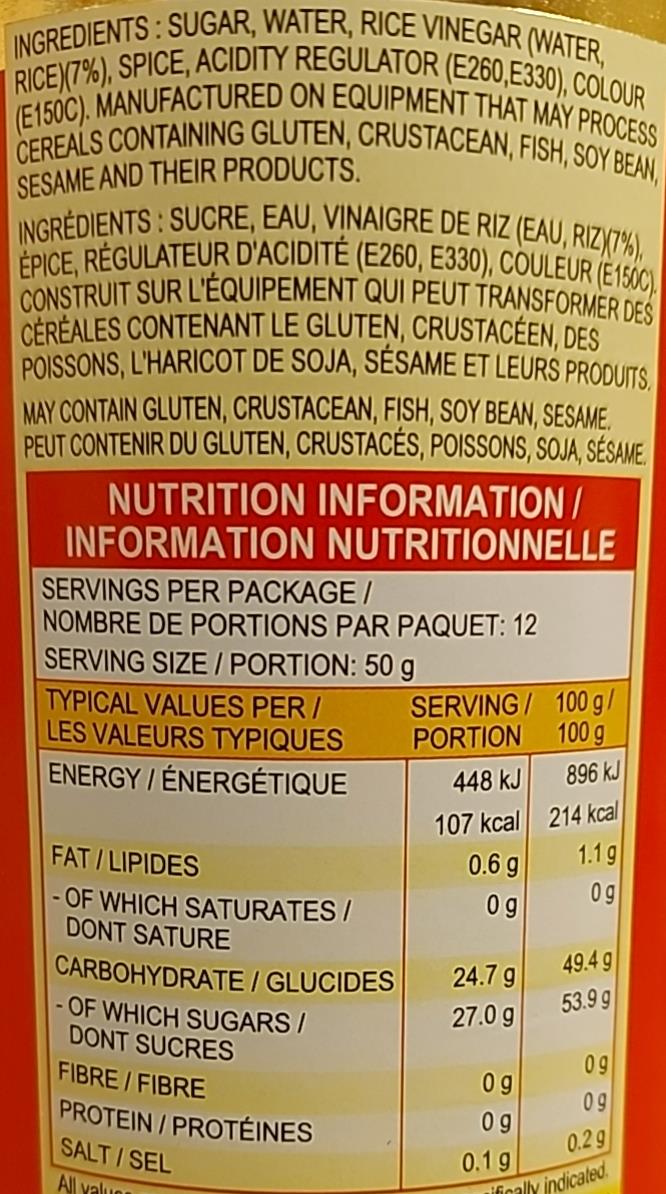 INGREDIENTS : SUGAR, WATER, RICE VINEGAR (WATER,
RICE)(7%), SPICE, ACIDITY REGULATOR (E260,E330), COLOUR
(E150C). MANUFACTURED ON EQUIPMENT THAT MAY PROCESS
CEREALS CONTAINING GLUTEN, CRUSTACEAN, FISH, SOY BEAN,
SESAME AND THEIR PRODUCTS.
INGRÉDIENTS : SUCRE, EAU, VINAIGRE DE RIZ (EAU, RIZ)(7%),
ÉPICE, RÉGULATEUR D'ACIDITÉ (E260, E330), COULEUR (E150C).
CONSTRUIT SUR L'ÉQUIPEMENT QUI PEUT TRANSFORMER DES
CÉRÉALES CONTENANT LE GLUTEN, CRUSTACÉEN, DES
POISSONS, L'HARICOT DE SOJA, SÉSAME ET LEURS PRODUITS.
MAY CONTAIN GLUTEN, CRUSTACEAN, FISH, SOY BEAN, SESAME.
PEUT CONTENIR DU GLUTEN, CRUSTACÉS, POISSONS, SOJA, SÉSAME.
NUTRITION INFORMATION /
INFORMATION NUTRITIONNELLE
SERVINGS PER PACKAGE /
NOMBRE DE PORTIONS PAR PAQUET: 12
SERVING SIZE / PORTION: 50 g
TYPICAL VALUES PER / SERVING / 100 g /
LES VALEURS TYPIQUES PORTION 100 g
ENERGY / ÉNERGÉTIQUE 448 kJ 896 kJ
107 kcal 214 kcal
FAT / LIPIDES 0.6 g 1.1 g
- OF WHICH SATURATES / 0 g 0 g
DONT SATURE
CARBOHYDRATE / GLUCIDES 24.7 g 49.4 g
- OF WHICH SUGARS / 27.0 g 53.9 g
DONT SUCRES
FIBRE / FIBRE 0 g 0 g
PROTEIN / PROTÉINES 0 g 0 g
SALT / SEL 0.1 g 0.2 g
All indicated.